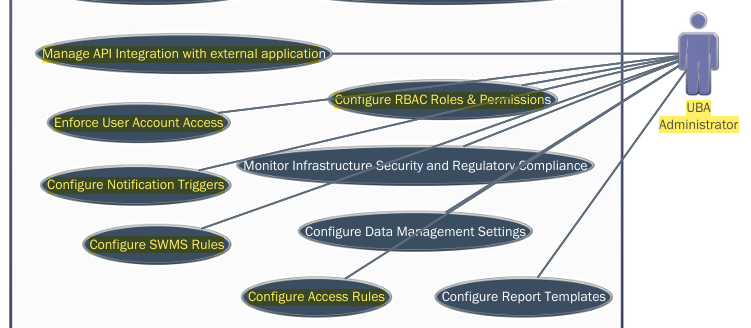 Manage API Integration with external application
Configure RBAC Roles & Permissions
UBA
Administrator
Enforce User Account Access
Monitor Infrastructure Security and Regulatory Compliance
Configure Notification Triggers
Configure Data Management Settings
Configure SWMS Rules
Configure Access Rules
Configure Report Templates